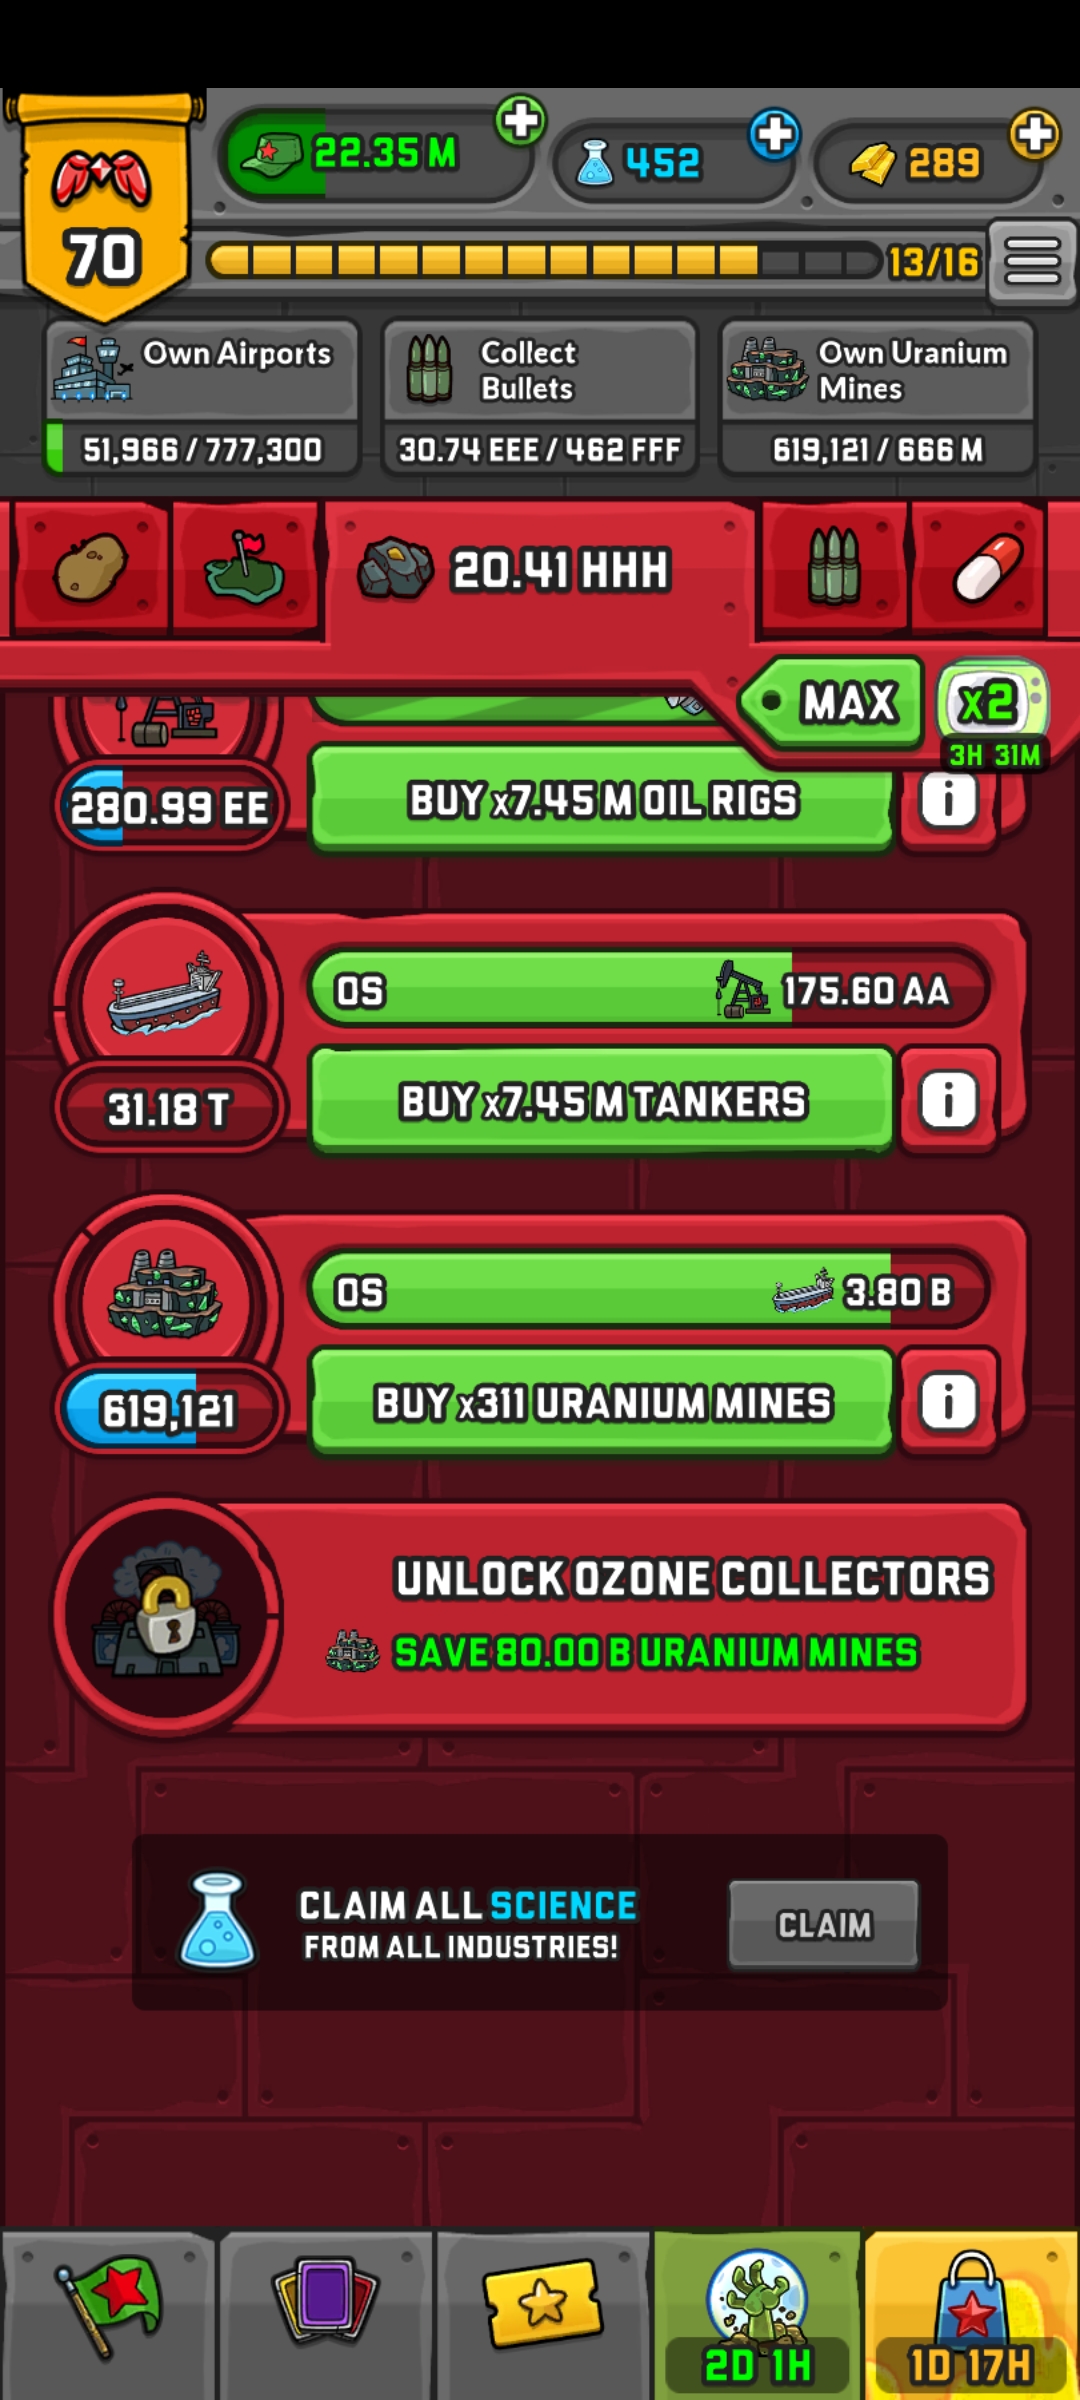 22.35 M
452
289
70
13/16
Own Airports
51,966 / 777,300
Collect
Bullets
30.74 EEE / 462 FFF
Own Uranium
Mines
619,121 / 666 M
20.41 HHH
MAX
x2
3H 31M
280.99 EE
BUY x7.45 M OIL RIGS
i
0S
175.60 AA
31.18 T
BUY x7.45 M TANKERS
i
0S
3.80 B
619,121
BUY x311 URANIUM MINES
i
UNLOCK OZONE COLLECTORS
SAVE 80.00 B URANIUM MINES
CLAIM ALL SCIENCE
FROM ALL INDUSTRIES!
CLAIM
2D 1H
1D 17H